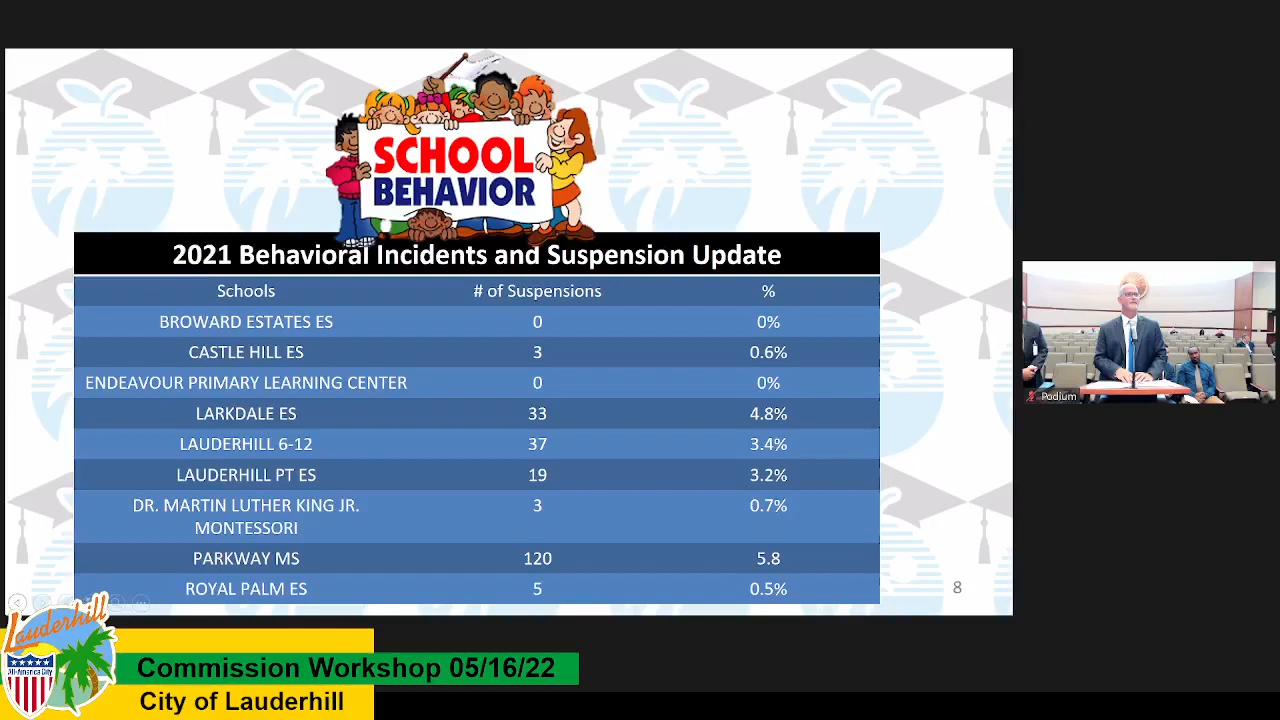 SCHOOL
BEHAVIOR
2021 Behavioral Incidents and Suspension Update
Schools # of Suspensions %
BROWARD ESTATES ES 0 0%
CASTLE HILL ES 3 0.6%
ENDEAVOUR PRIMARY LEARNING CENTER 0 0%
LARKDALE ES 33 4.8%
LAUDERHILL 6-12 37 3.4%
LAUDERHILL PT ES 19 3.2%
DR. MARTIN LUTHER KING JR. 3 0.7%
MONTESSORI
PARKWAY MS 120 5.8
ROYAL PALM ES 5 0.5%
8
Podium
Lauderhill
All-America City
Commission Workshop 05/16/22
City of Lauderhill